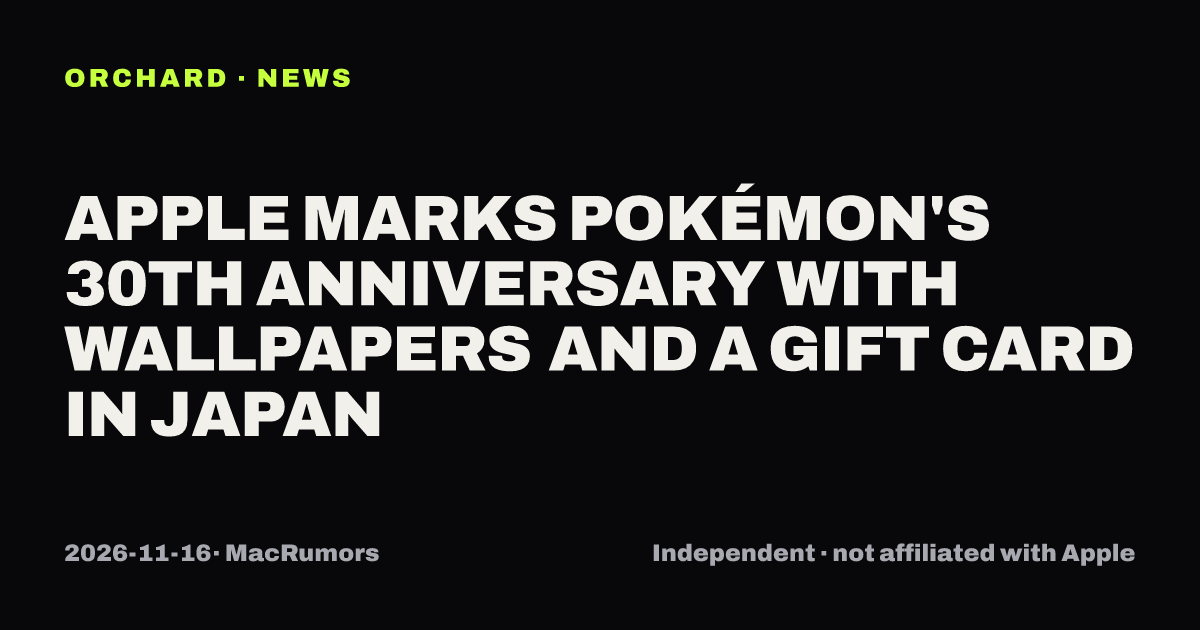 ORCHARD · NEWS
APPLE MARKS POKÉMON'S
30TH ANNIVERSARY WITH
WALLPAPERS AND A GIFT CARD
IN JAPAN
2026-11-16· MacRumors
Independent · not affiliated with Apple